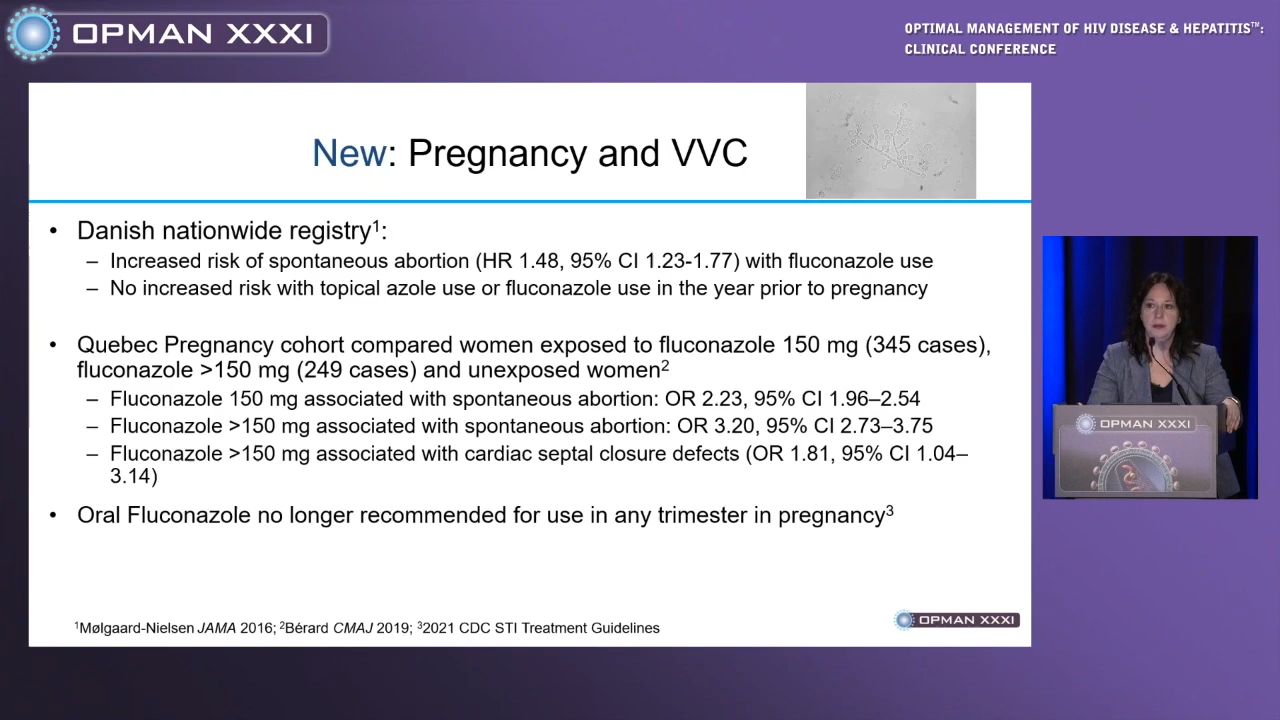 OPMAN XXXI
OPTIMAL MANAGEMENT OF HIV DISEASE & HEPATITIS™:
CLINICAL CONFERENCE
New: Pregnancy and VVC
• Danish nationwide registry¹:
– Increased risk of spontaneous abortion (HR 1.48, 95% CI 1.23-1.77) with fluconazole use
– No increased risk with topical azole use or fluconazole use in the year prior to pregnancy
• Quebec Pregnancy cohort compared women exposed to fluconazole 150 mg (345 cases),
fluconazole >150 mg (249 cases) and unexposed women²
– Fluconazole 150 mg associated with spontaneous abortion: OR 2.23, 95% CI 1.96–2.54
– Fluconazole >150 mg associated with spontaneous abortion: OR 3.20, 95% CI 2.73–3.75
– Fluconazole >150 mg associated with cardiac septal closure defects (OR 1.81, 95% CI 1.04–
3.14)
• Oral Fluconazole no longer recommended for use in any trimester in pregnancy³
¹Mølgaard-Nielsen JAMA 2016; ²Bérard CMAJ 2019; ³2021 CDC STI Treatment Guidelines
OPMAN XXXI
OPMAN XXXI